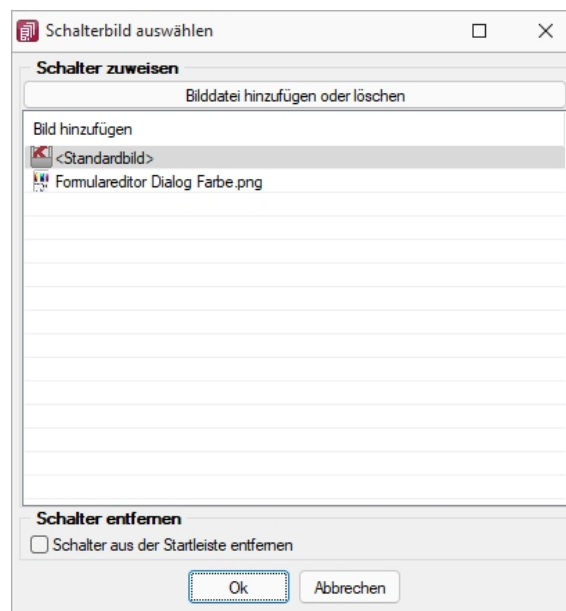 Schalterbild auswählen
Schalter zuweisen
Bilddatei hinzufügen oder löschen
Bild hinzufügen
<Standardbild>
Formulareditor Dialog Farbe.png
Schalter entfernen
Schalter aus der Startleiste entfernen
Ok
Abbrechen